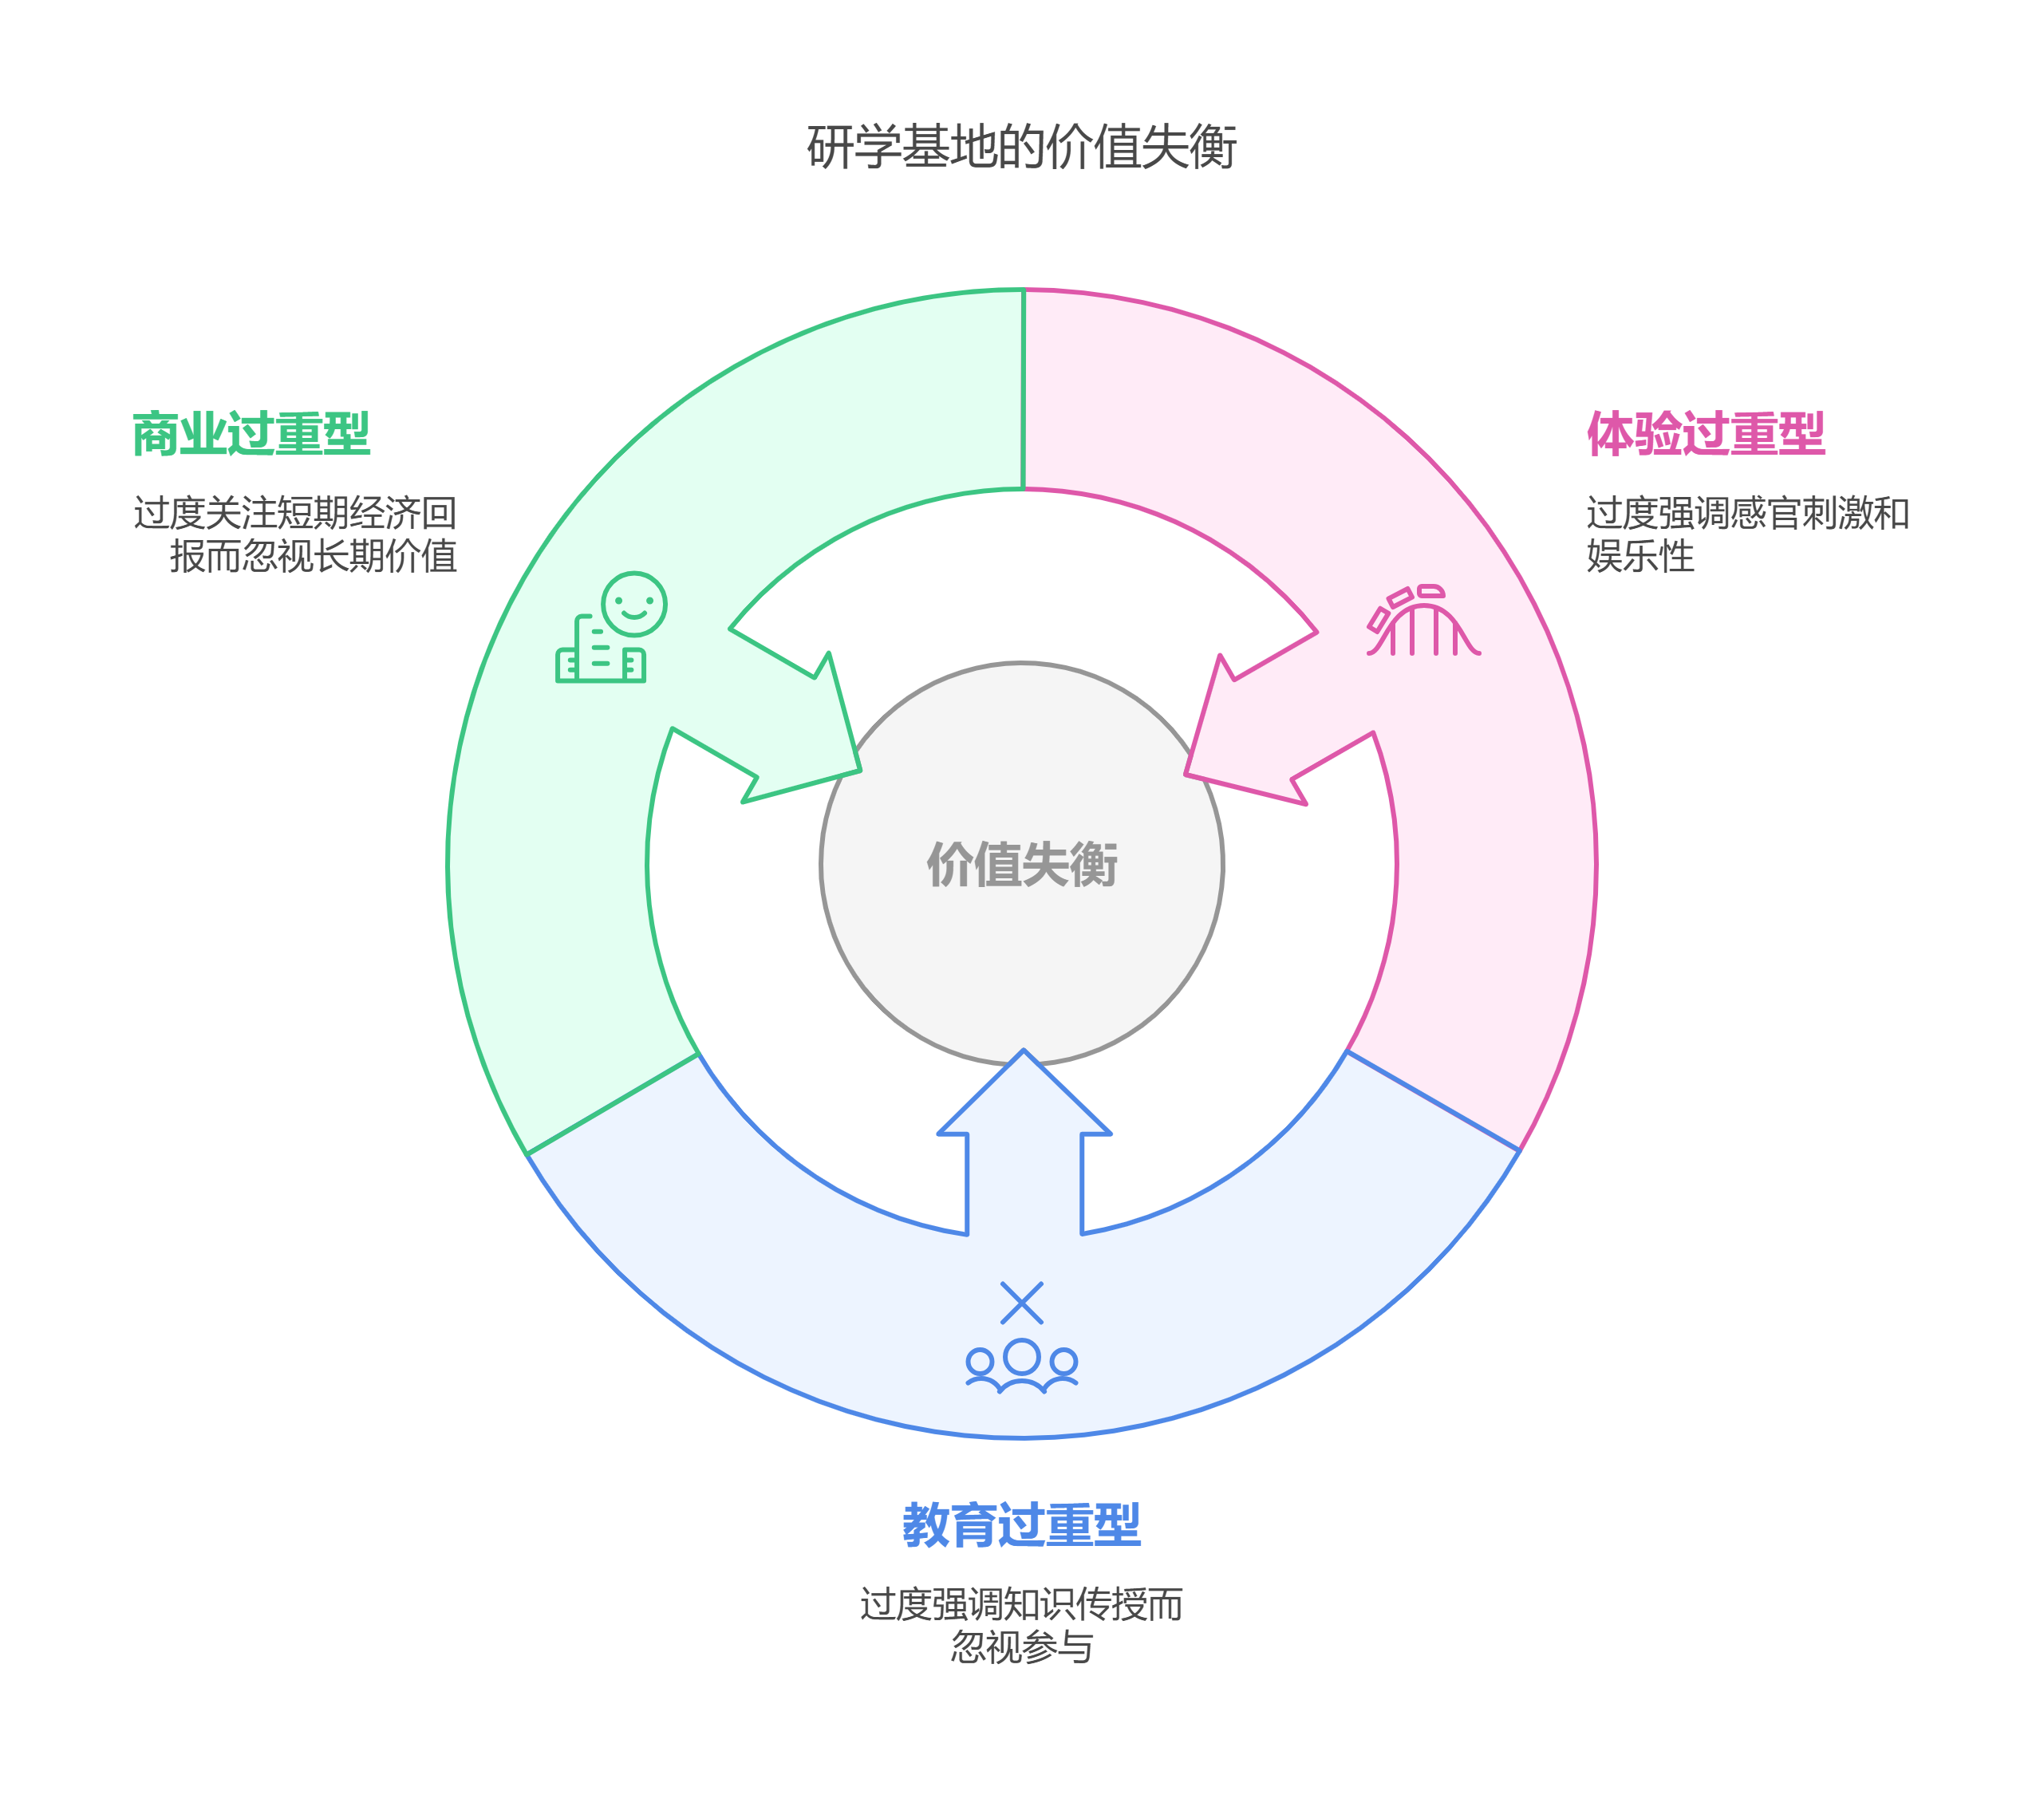 研学基地的价值失衡
商业过重型
过度关注短期经济回
报而忽视长期价值
体验过重型
过度强调感官刺激和
娱乐性
价值失衡
教育过重型
过度强调知识传授而
忽视参与